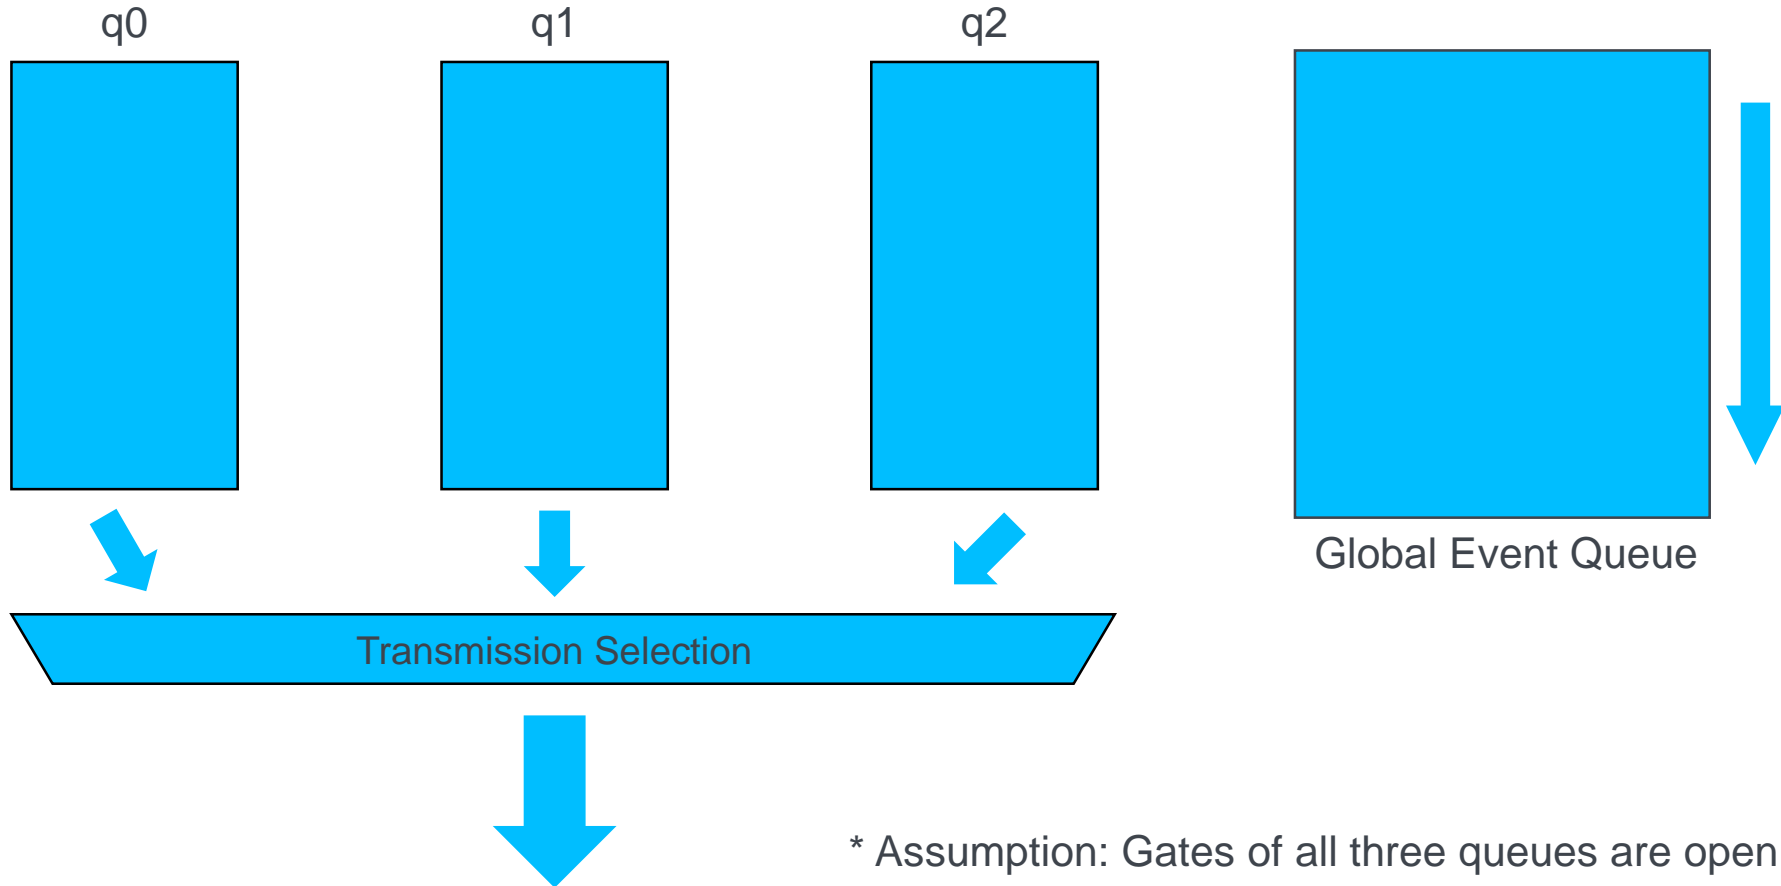 q0
q1
q2
Global Event Queue
Transmission Selection
* Assumption: Gates of all three queues are open